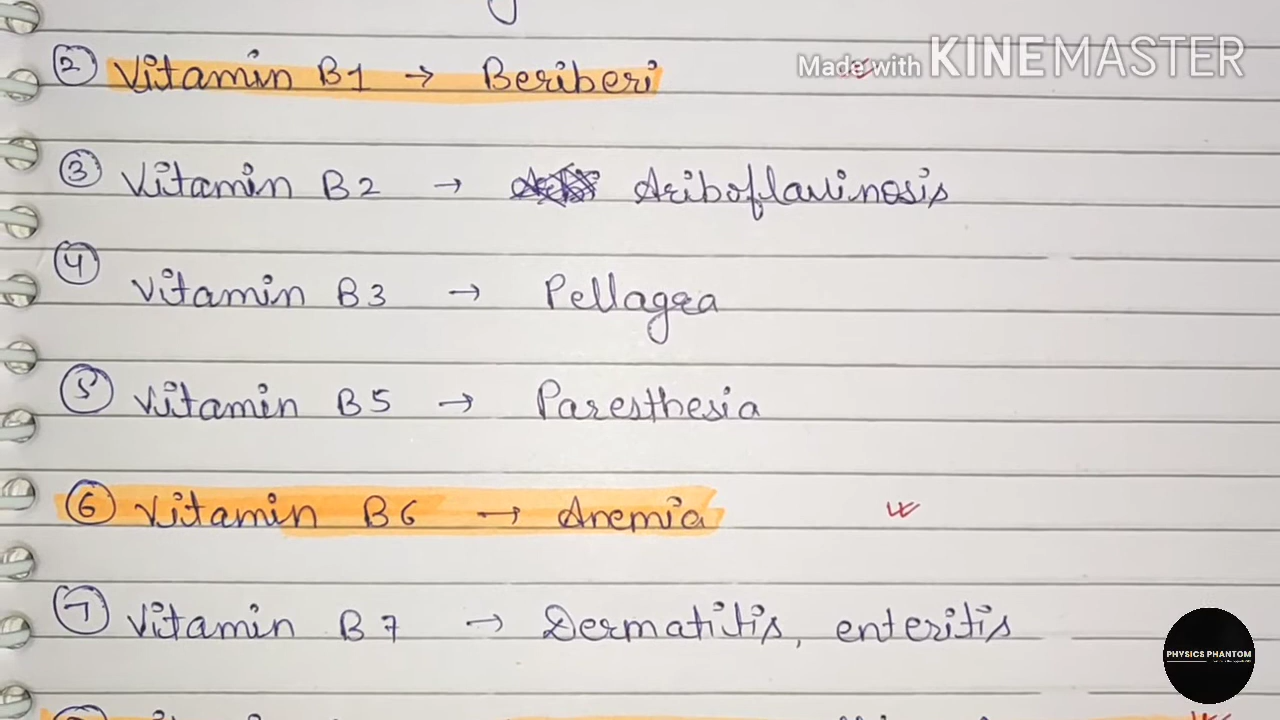 ② Vitamin B1 → Beriberi
Made with KINEMASTER
③ Vitamin B2 → Ariboflavinosis
④ Vitamin B3 → Pellagra
⑤ Vitamin B5 → Paresthesia
⑥ Vitamin B6 → Anemia
⑦ Vitamin B7 → Dermatitis, enteritis
PHYSICS PHANTOM